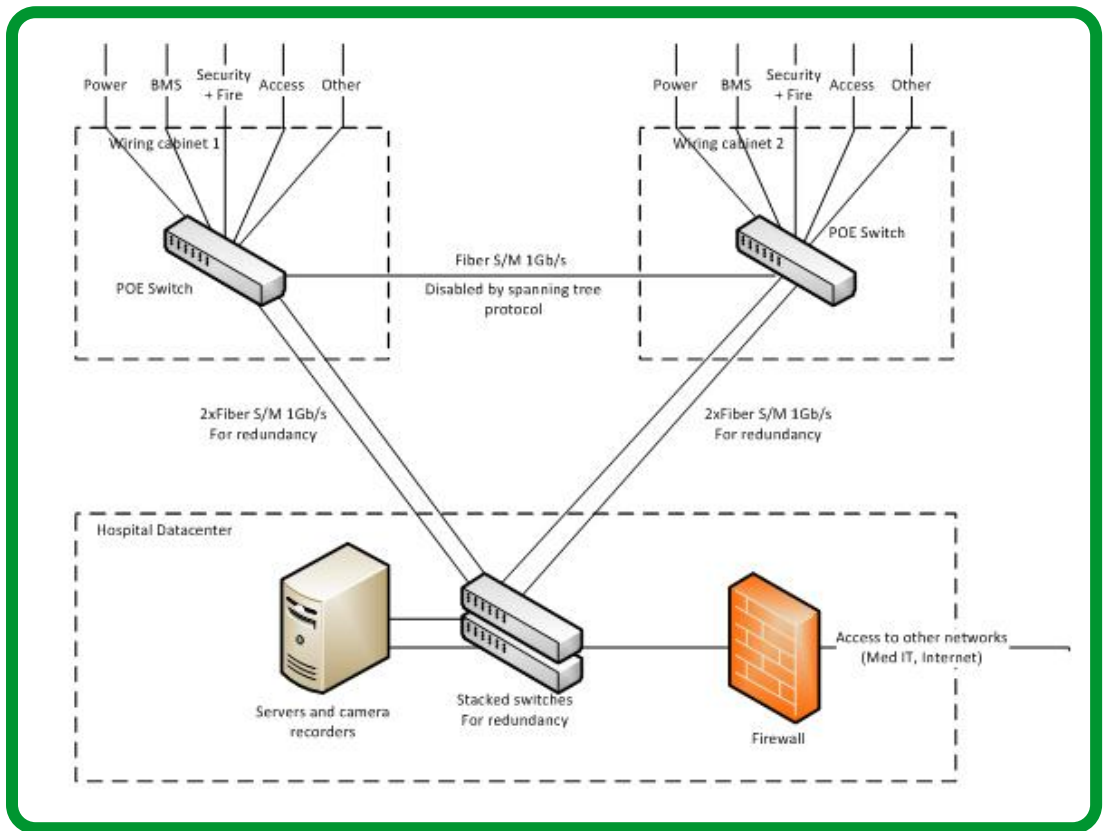 Power
BMS
Security
+ Fire
Access
Other
Power
BMS
Security
+ Fire
Access
Other
Wiring cabinet 1
Wiring cabinet 2
POE Switch
POE Switch
Fiber S/M 1Gb/s
Disabled by spanning tree
protocol
2xFiber S/M 1Gb/s
For redundancy
2xFiber S/M 1Gb/s
For redundancy
Hospital Datacenter
Servers and camera
recorders
Stacked switches
For redundancy
Firewall
Access to other networks
(Med IT, Internet)